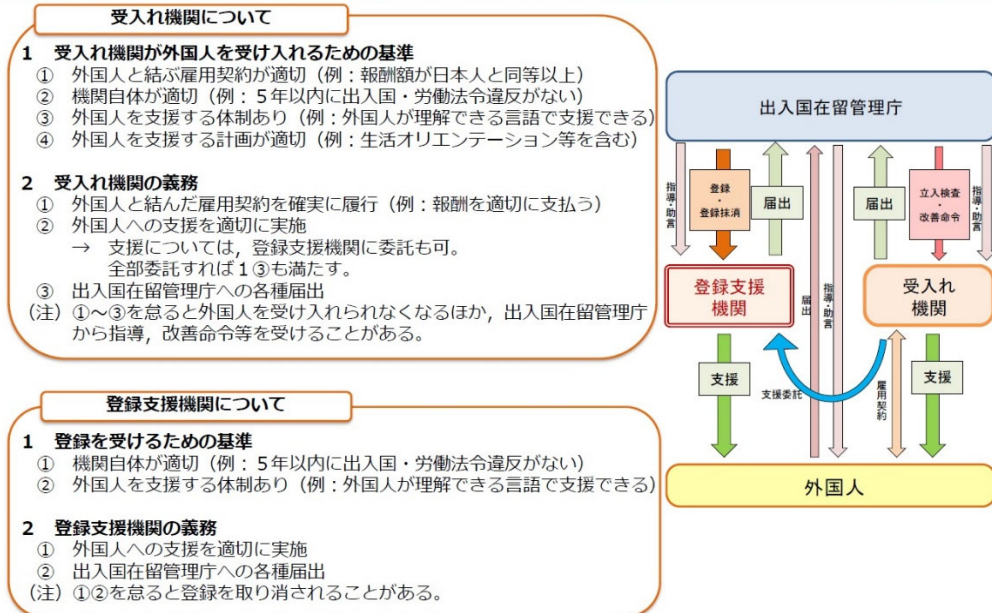 受入れ機関について
1 受入れ機関が外国人を受け入れるための基準
① 外国人と結ぶ雇用契約が適切（例：報酬額が日本人と同等以上）
② 機関自体が適切（例：５年以内に出入国・労働法令違反がない）
③ 外国人を支援する体制あり（例：外国人が理解できる言語で支援できる）
④ 外国人を支援する計画が適切（例：生活オリエンテーション等を含む）
2 受入れ機関の義務
① 外国人と結んだ雇用契約を確実に履行（例：報酬を適切に支払う）
② 外国人への支援を適切に実施
→ 支援については，登録支援機関に委託も可。
全部委託すれば１③も満たす。
③ 出入国在留管理庁への各種届出
（注）①～③を怠ると外国人を受け入れられなくなるほか，出入国在留管理庁
から指導，改善命令等を受けることがある。
登録支援機関について
1 登録を受けるための基準
① 機関自体が適切（例：５年以内に出入国・労働法令違反がない）
② 外国人を支援する体制あり（例：外国人が理解できる言語で支援できる）
2 登録支援機関の義務
① 外国人への支援を適切に実施
② 出入国在留管理庁への各種届出
（注）①②を怠ると登録を取り消されることがある。
出入国在留管理庁
指導・助言
登録
・
登録抹消
届出
届出
立入検査
・
改善命令
指導・助言
登録支援
機関
届出
指導・助言
受入れ
機関
支援
支援委託
雇用契約
支援
外国人